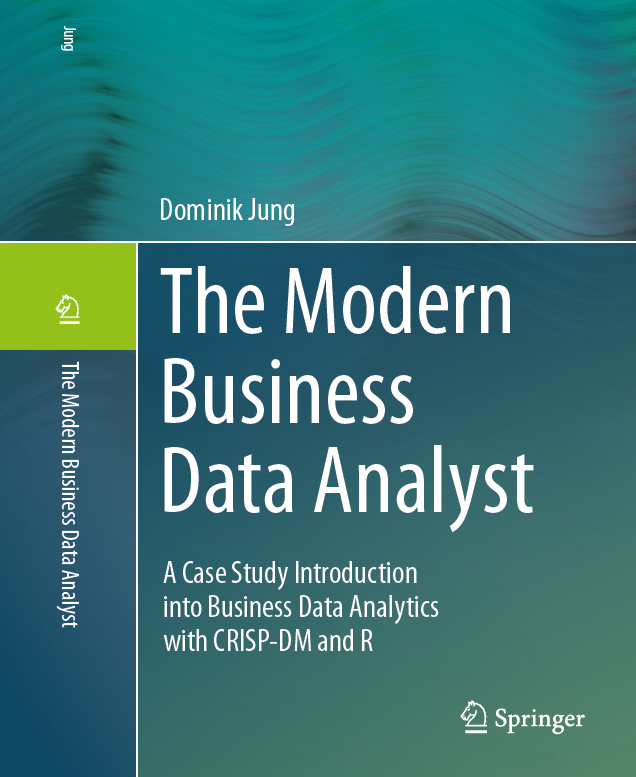 Jung
Dominik Jung
The Modern
Business
Data Analyst
The Modern Business Data Analyst
A Case Study Introduction
into Business Data Analytics
with CRISP-DM and R
Springer